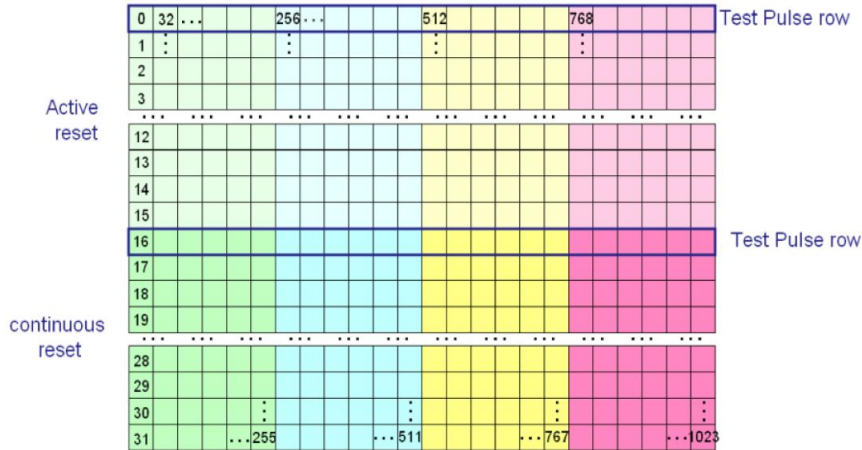 0 32 ... 256 ... 512 768 Test Pulse row
1
2
3
Active
reset
12
13
14
15
16 Test Pulse row
17
18
19
continuous
reset
28
29
30
31 ...255 ...511 ...767 ...1023